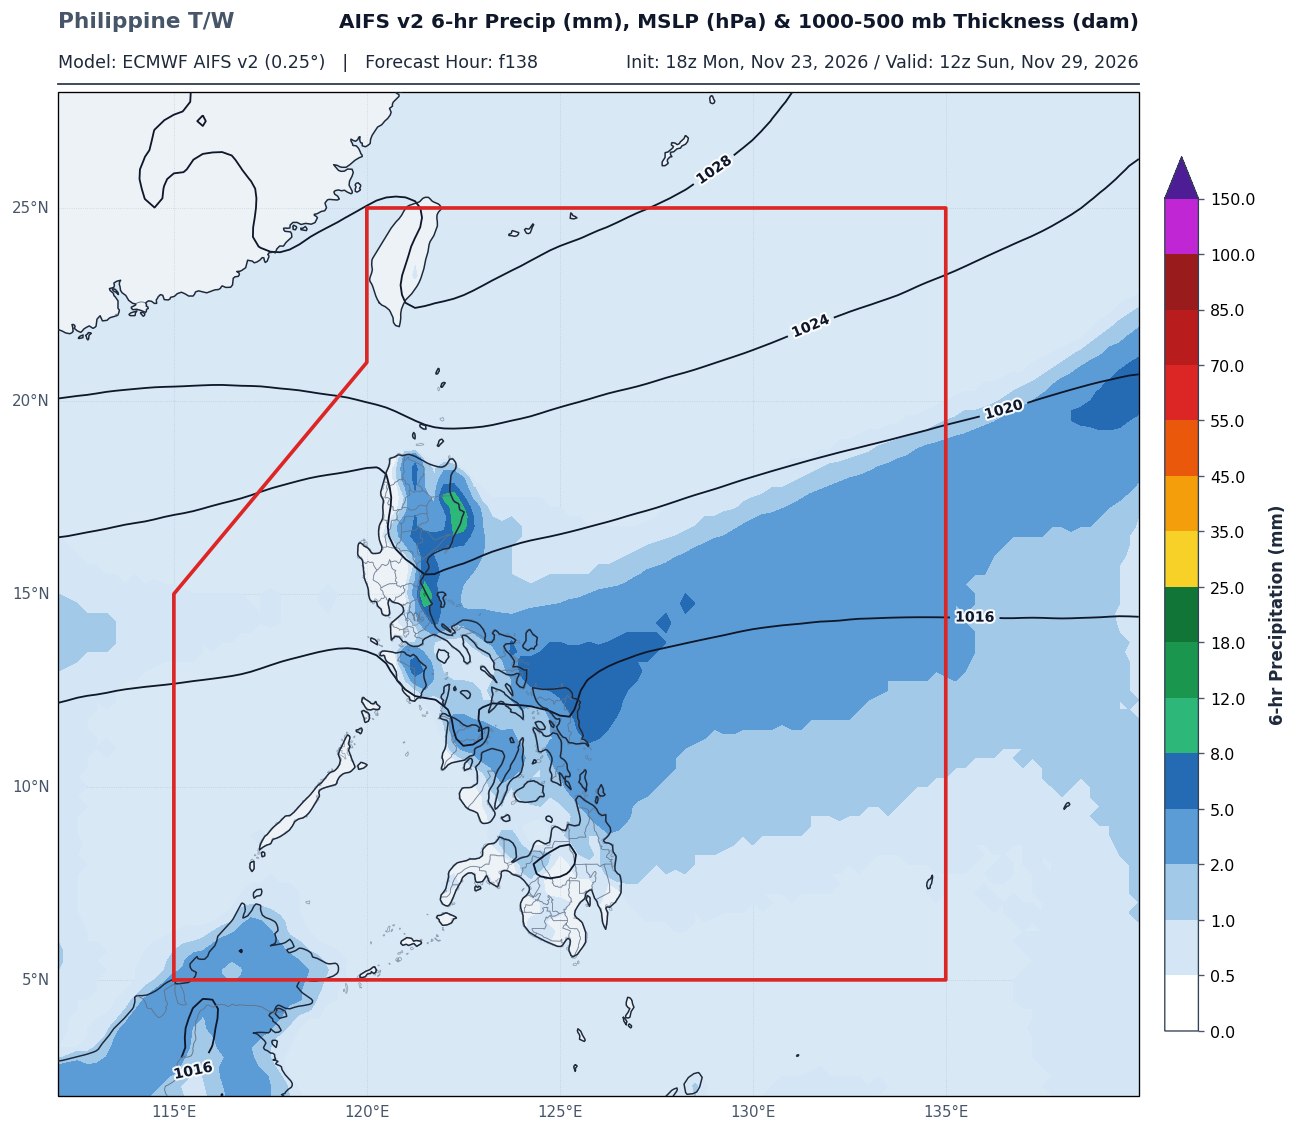 Philippine T/W
AIFS v2 6-hr Precip (mm), MSLP (hPa) & 1000-500 mb Thickness (dam)
Model: ECMWF AIFS v2 (0.25°) | Forecast Hour: f138
Init: 18z Mon, Nov 23, 2026 / Valid: 12z Sun, Nov 29, 2026
1028
1024
1020
1016
1016
25°N
20°N
15°N
10°N
5°N
115°E
120°E
125°E
130°E
135°E
150.0
100.0
85.0
70.0
55.0
45.0
35.0
25.0
18.0
12.0
8.0
5.0
2.0
1.0
0.5
0.0
6-hr Precipitation (mm)